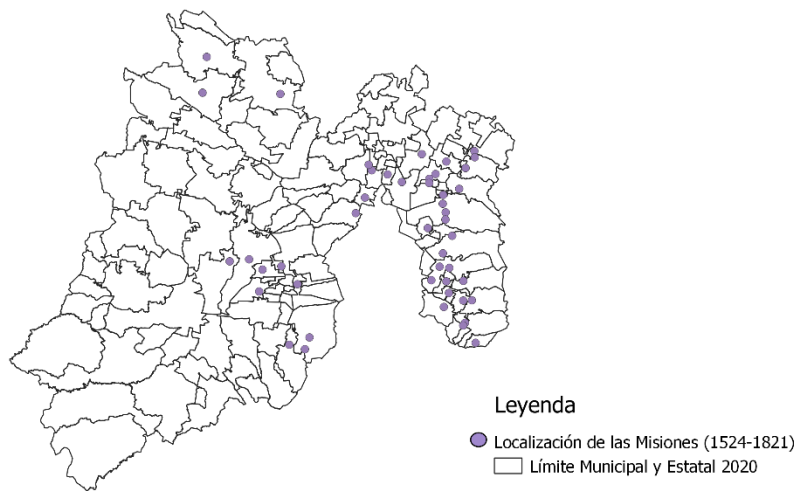 Leyenda
Localización de las Misiones (1524-1821)
Límite Municipal y Estatal 2020